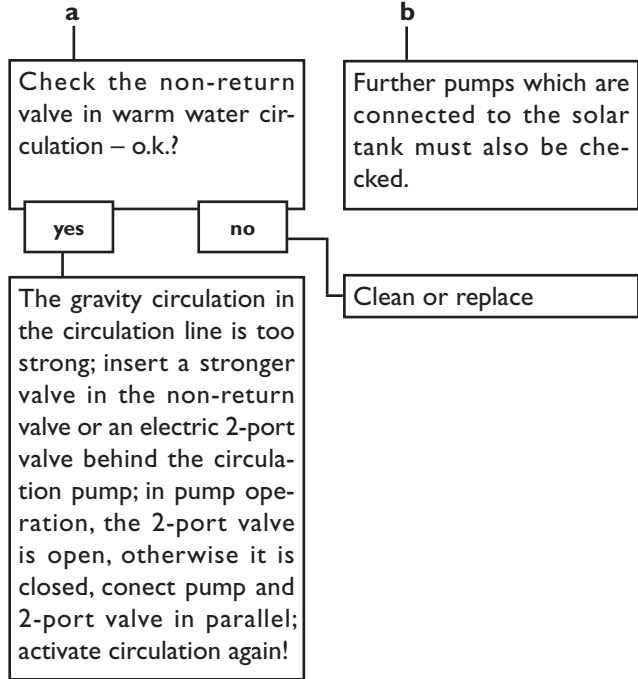 a
Check the non-return
valve in warm water cir-
culation – o.k.?
yes
no
The gravity circulation in
the circulation line is too
strong; insert a stronger
valve in the non-return
valve or an electric 2-port
valve behind the circula-
tion pump; in pump ope-
ration, the 2-port valve
is open, otherwise it is
closed, conect pump and
2-port valve in parallel;
activate circulation again!
b
Further pumps which are
connected to the solar
tank must also be che-
cked.
Clean or replace